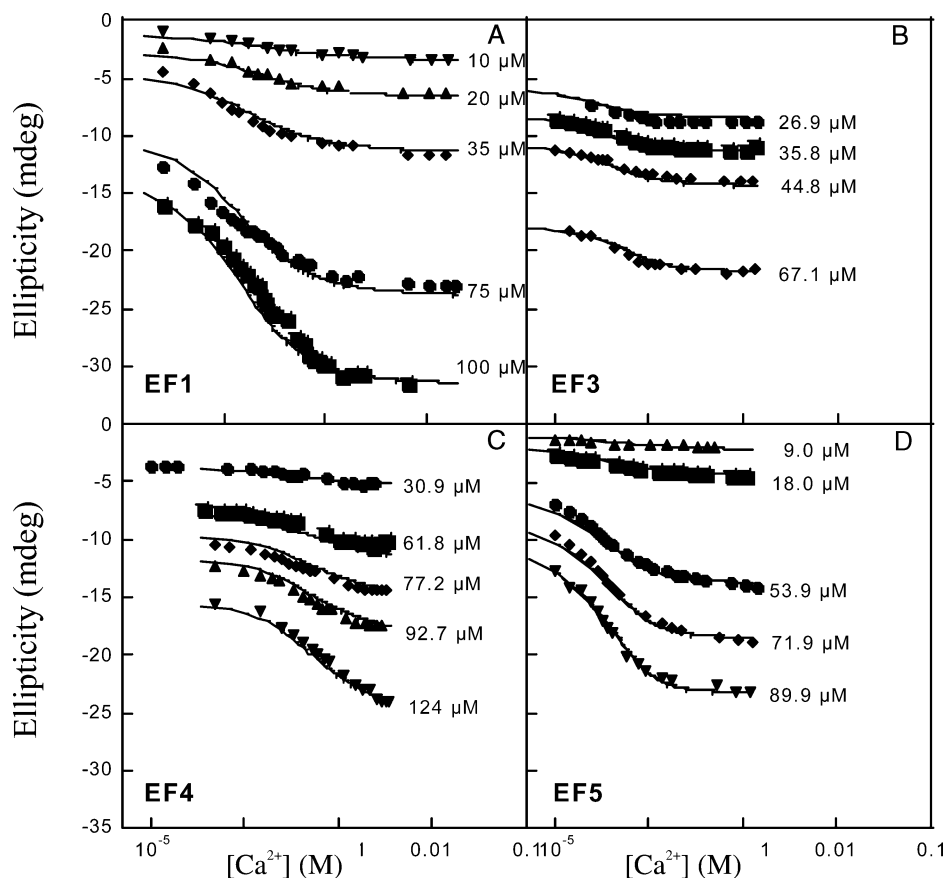 0
A
B
-5
-10
-15
-20
-25
-30
Ellipticity (mdeg)
10 µM
20 µM
35 µM
75 µM
100 µM
EF1
26.9 µM
35.8 µM
44.8 µM
67.1 µM
EF3
0
C
D
-5
-10
-15
-20
-25
-30
-35
Ellipticity (mdeg)
30.9 µM
61.8 µM
77.2 µM
92.7 µM
124 µM
EF4
9.0 µM
18.0 µM
53.9 µM
71.9 µM
89.9 µM
EF5
10-5 1 0.01 0.1 10-5 1 0.01 0.1
[Ca2+] (M) [Ca2+] (M)